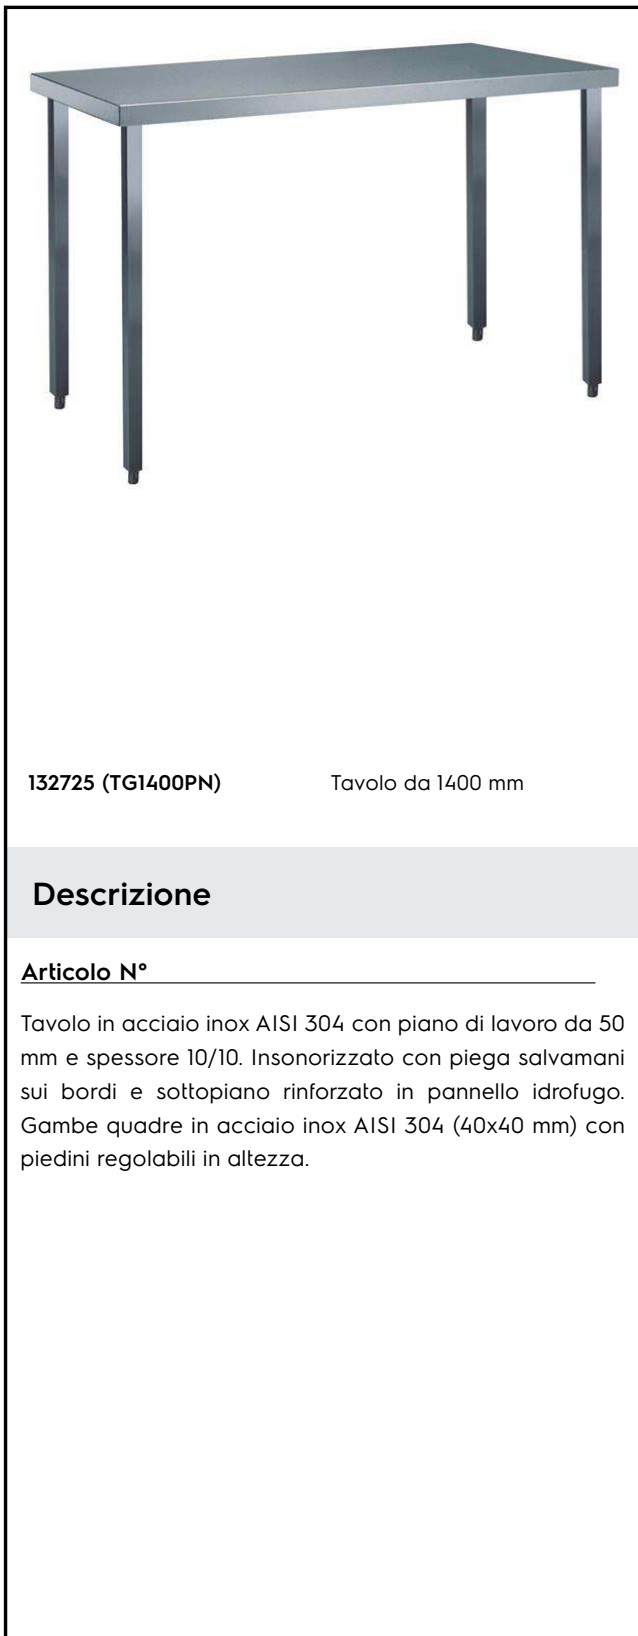 132725 (TG1400PN) Tavolo da 1400 mm
Descrizione
Articolo N°
Tavolo in acciaio inox AISI 304 con piano di lavoro da 50
mm e spessore 10/10. Insonorizzato con piega salvamani
sui bordi e sottopiano rinforzato in pannello idrofugo.
Gambe quadre in acciaio inox AISI 304 (40x40 mm) con
piedini regolabili in altezza.